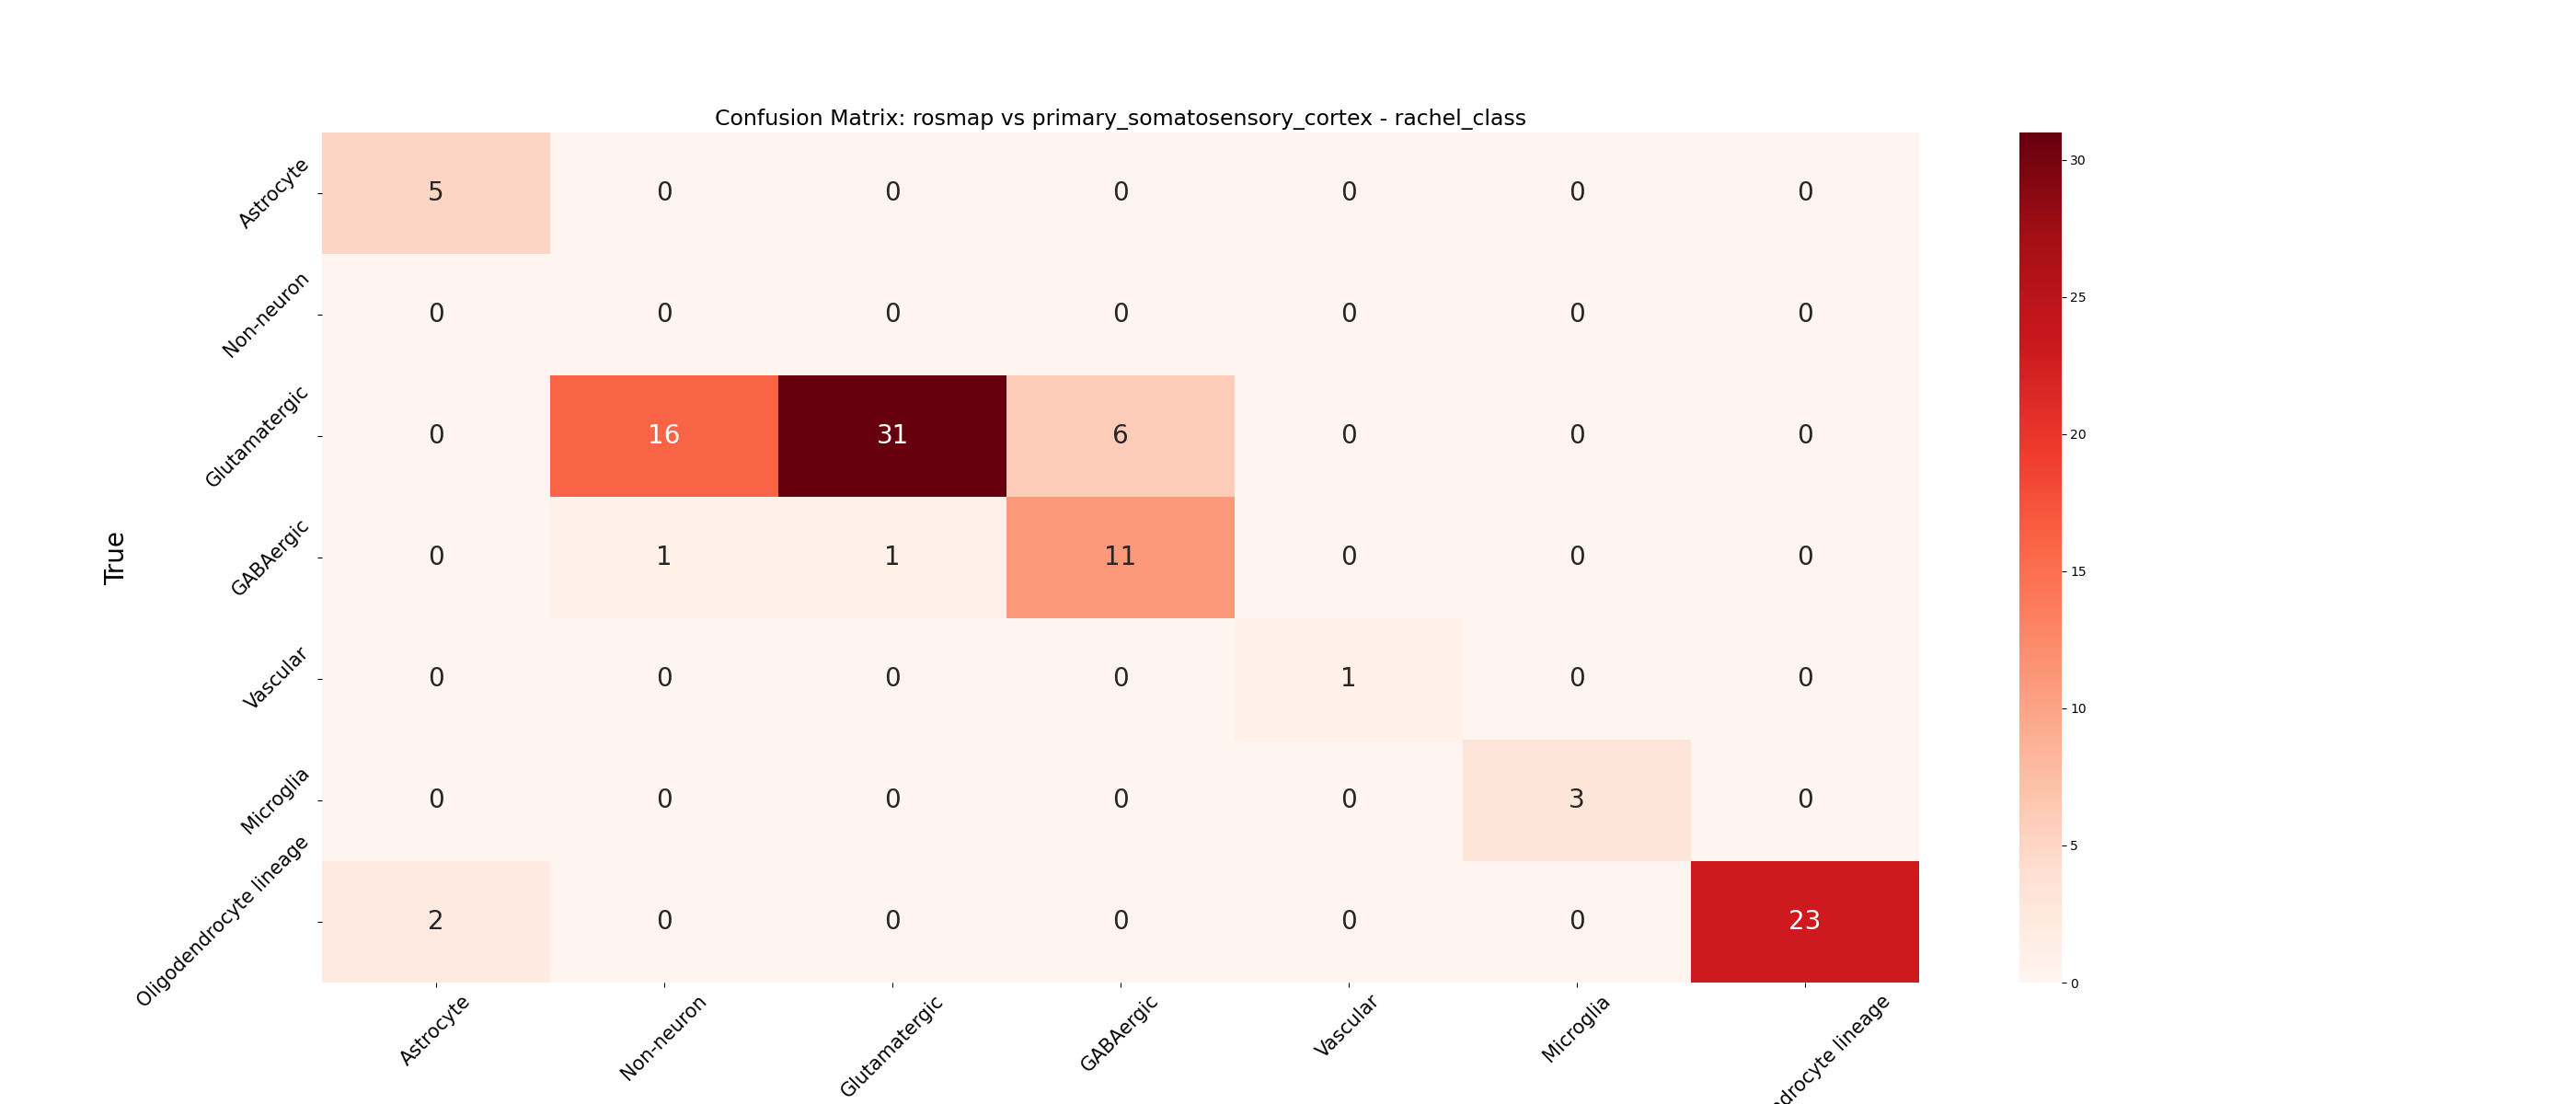 Confusion Matrix: rosmap vs primary_somatosensory_cortex - rachel_class
True
Astrocyte 5 0 0 0 0 0 0
Non-neuron 0 0 0 0 0 0 0
Glutamatergic 0 16 31 6 0 0 0
GABAergic 0 1 1 11 0 0 0
Vascular 0 0 0 0 1 0 0
Microglia 0 0 0 0 0 3 0
Oligodendrocyte lineage 2 0 0 0 0 0 23
Astrocyte Non-neuron Glutamatergic GABAergic Vascular Microglia drocyte lineage
30
25
20
15
10
5
0